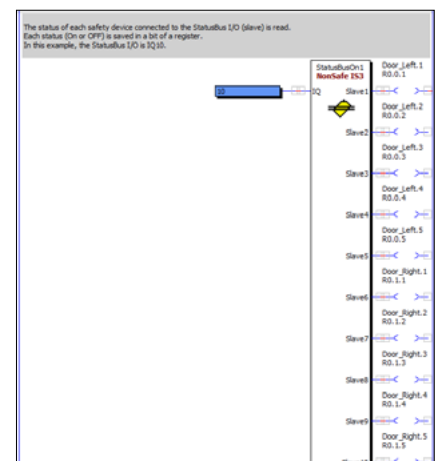 The status of each safety device connected to the StatusBus I/O (slave) is read.
Each status (On or OFF) is saved in a bit of a register.
In this example, the StatusBus I/O is IQ10.
StatusBusOn1
NonSafe IS3
10
IQ
Slave1
Door_Left.1
R0.0.1
Slave2
Door_Left.2
R0.0.2
Slave3
Door_Left.3
R0.0.3
Slave4
Door_Left.4
R0.0.4
Slave5
Door_Left.5
R0.0.5
Slave6
Door_Right.1
R0.1.1
Slave7
Door_Right.2
R0.1.2
Slave8
Door_Right.3
R0.1.3
Slave9
Door_Right.4
R0.1.4
Door_Right.5
R0.1.5